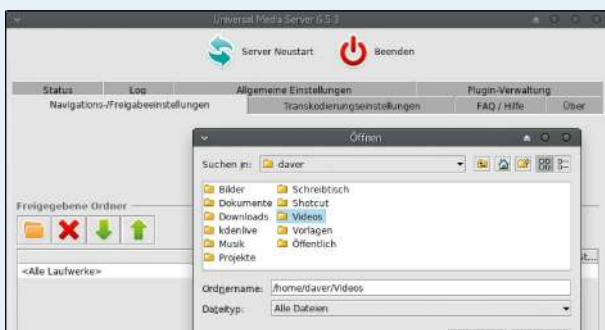 Universal Media Server 6.5.3
Server Neustart Beenden
Status Log Allgemeine Einstellungen Plugin-Verwaltung
Navigations-/Freigabeeinstellungen Transkodierungseinstellungen FAQ / Hilfe Über
Öffnen
Suchen in: daver
Bilder Schreibtisch
Dokumente Shotcut
Downloads Videos
kdenlive Vorlagen
Musik Öffentlich
Projekte
Freigegebene Ordner
<Alle Laufwerke>
Ordnername: /home/daver/Videos
Dateityp: Alle Dateien